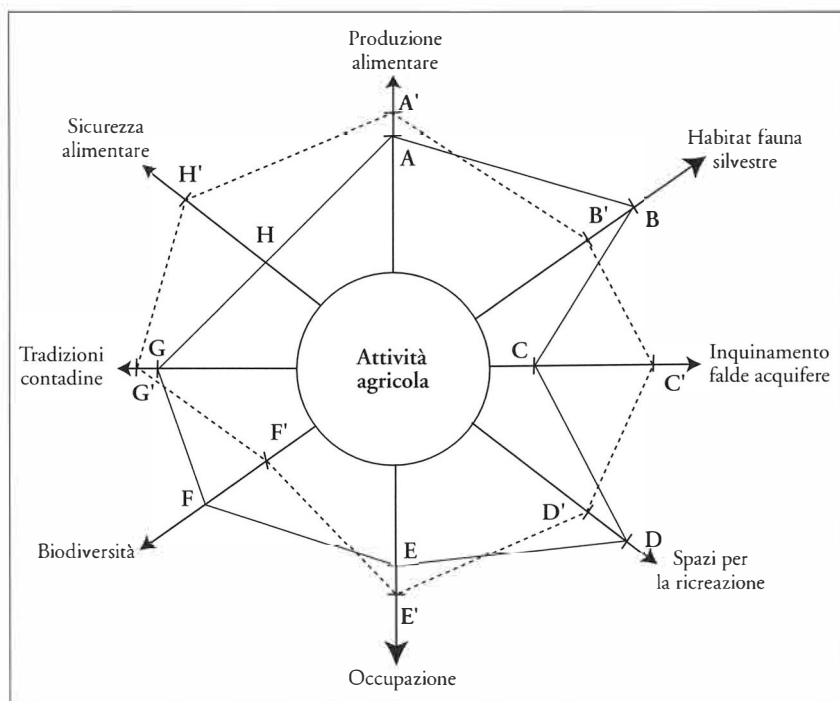 Produzione
alimentare
A'
A
Sicurezza
alimentare
H'
H
Habitat fauna
silvestre
B'
B
Tradizioni
contadine
G
G'
Attività
agricola
C
C'
Inquinamento
falde acquifere
F'
F
Biodiversità
D'
D
Spazi per
la ricreazione
E
E'
Occupazione